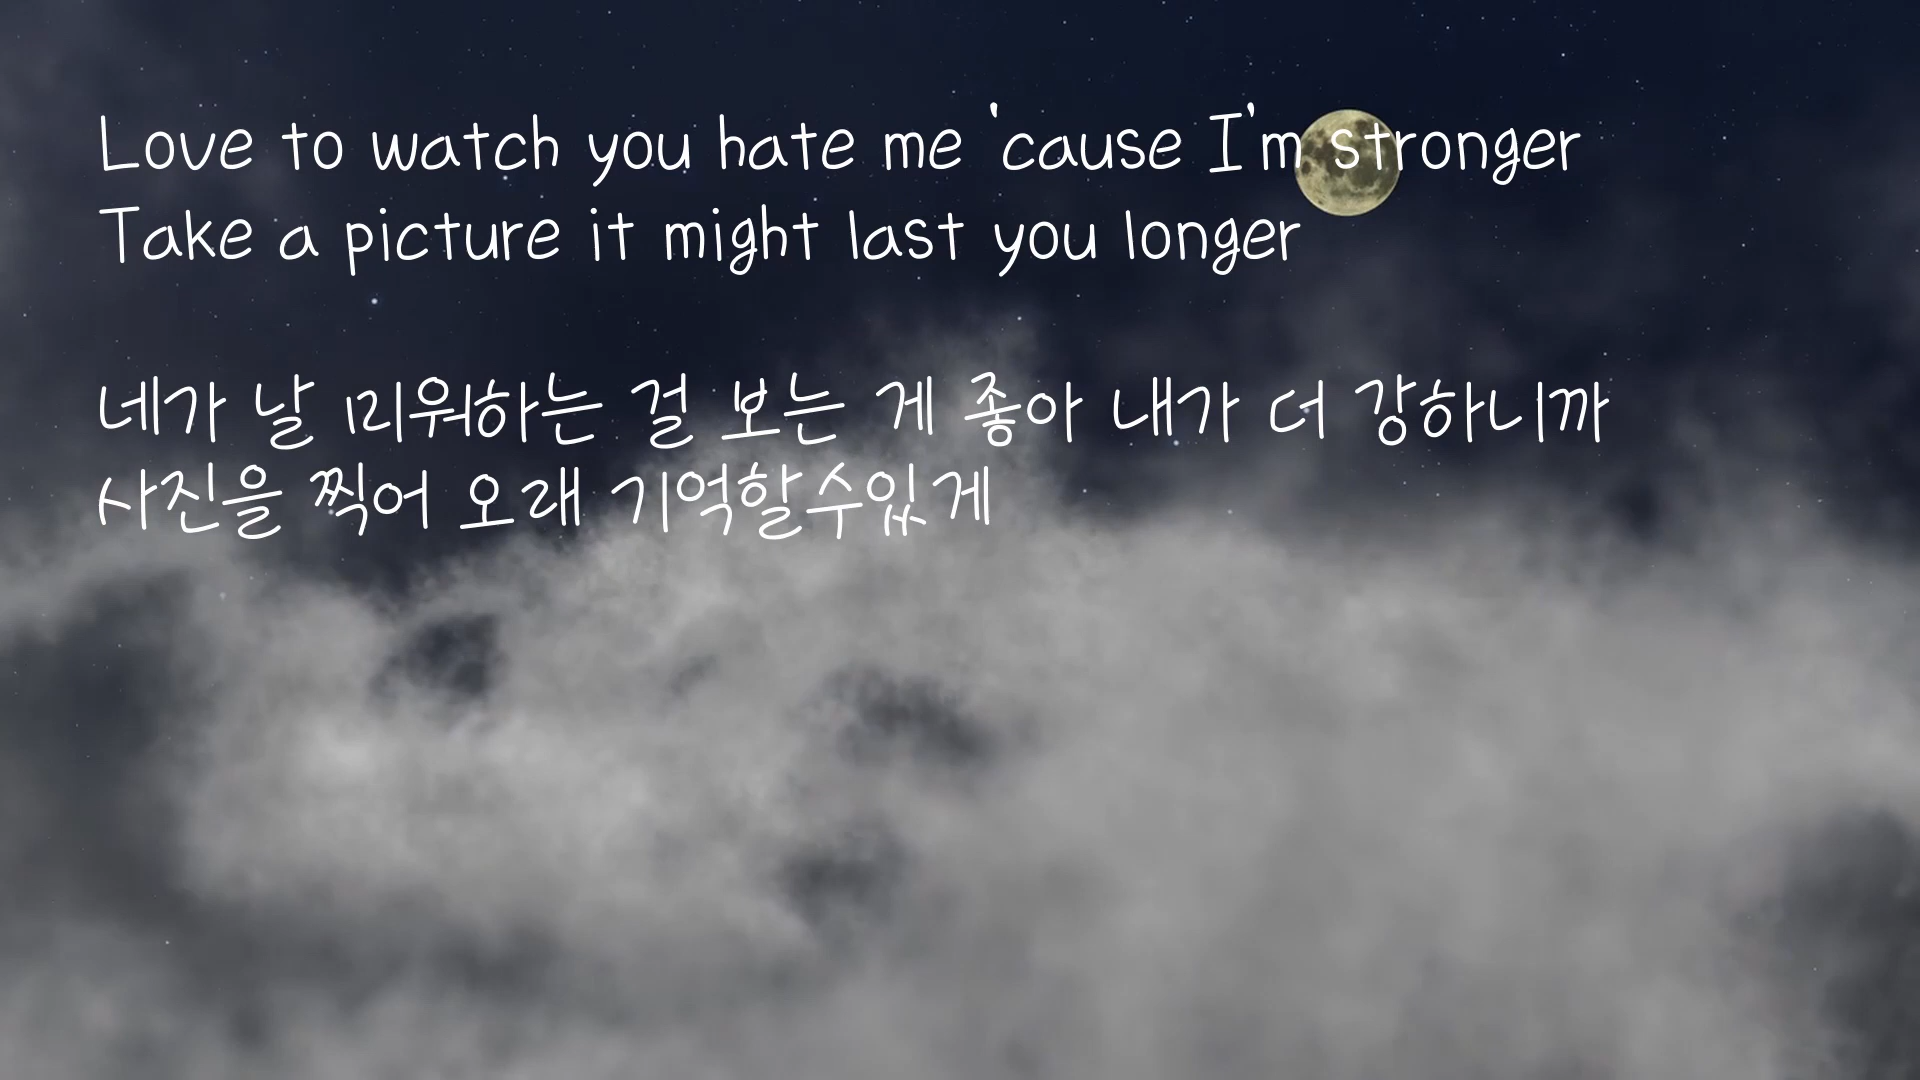 Love to watch you hate me 'cause I'm stronger
Take a picture it might last you longer
네가 날 미워하는 걸 보는 게 좋아 내가 더 강하니까
사진을 찍어 오래 기억할수있게